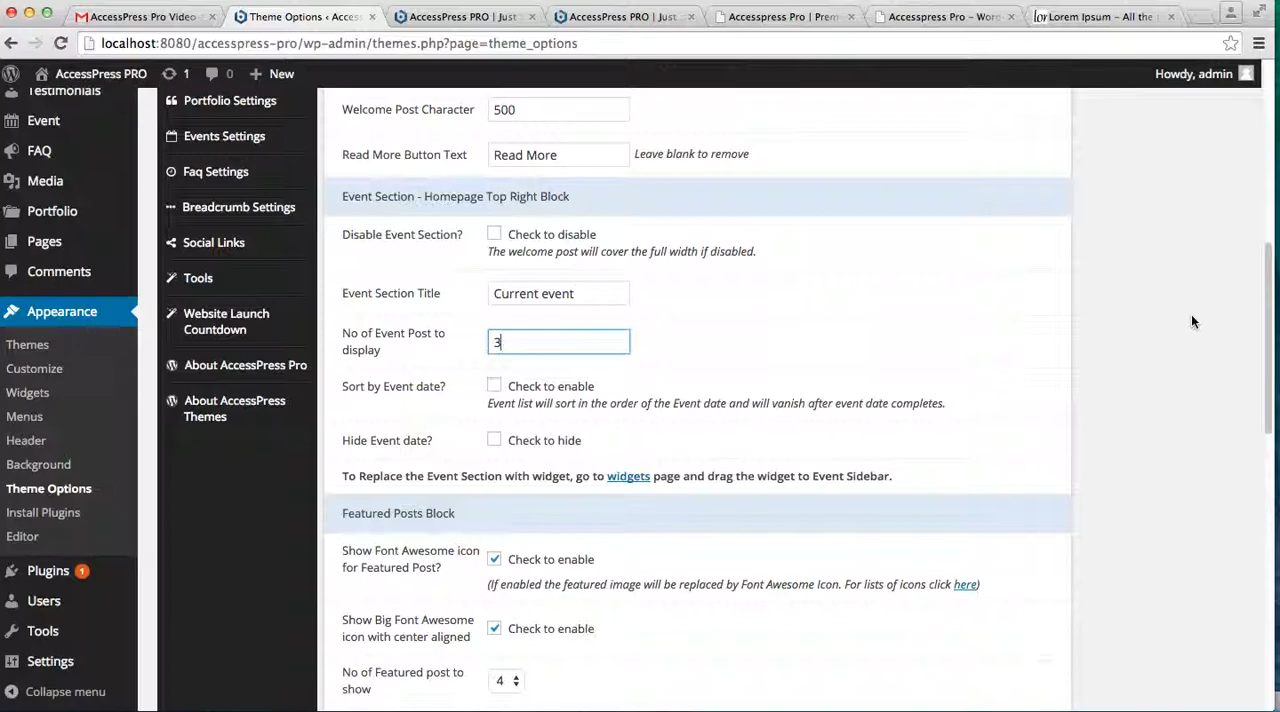 AccessPress Pro Video
Theme Options ‹ Acces
AccessPress PRO | Just
AccessPress PRO | Just
Accesspress Pro | Prem
Accesspress Pro – Wor
Lorem Ipsum – All the
localhost:8080/accesspress-pro/wp-admin/themes.php?page=theme_options
AccessPress PRO 1 0 New Howdy, admin
Testimonials
Event
FAQ
Media
Portfolio
Pages
Comments
Appearance
Themes
Customize
Widgets
Menus
Header
Background
Theme Options
Install Plugins
Editor
Plugins 1
Users
Tools
Settings
Collapse menu
Portfolio Settings
Events Settings
Faq Settings
Breadcrumb Settings
Social Links
Tools
Website Launch
Countdown
About AccessPress Pro
About AccessPress
Themes
Welcome Post Character 500
Read More Button Text Read More Leave blank to remove
Event Section - Homepage Top Right Block
Disable Event Section? Check to disable
The welcome post will cover the full width if disabled.
Event Section Title Current event
No of Event Post to
display 3
Sort by Event date? Check to enable
Event list will sort in the order of the Event date and will vanish after event date completes.
Hide Event date? Check to hide
To Replace the Event Section with widget, go to widgets page and drag the widget to Event Sidebar.
Featured Posts Block
Show Font Awesome icon
for Featured Post? Check to enable
(If enabled the featured image will be replaced by Font Awesome Icon. For lists of icons click here)
Show Big Font Awesome
icon with center aligned Check to enable
No of Featured post to
show 4